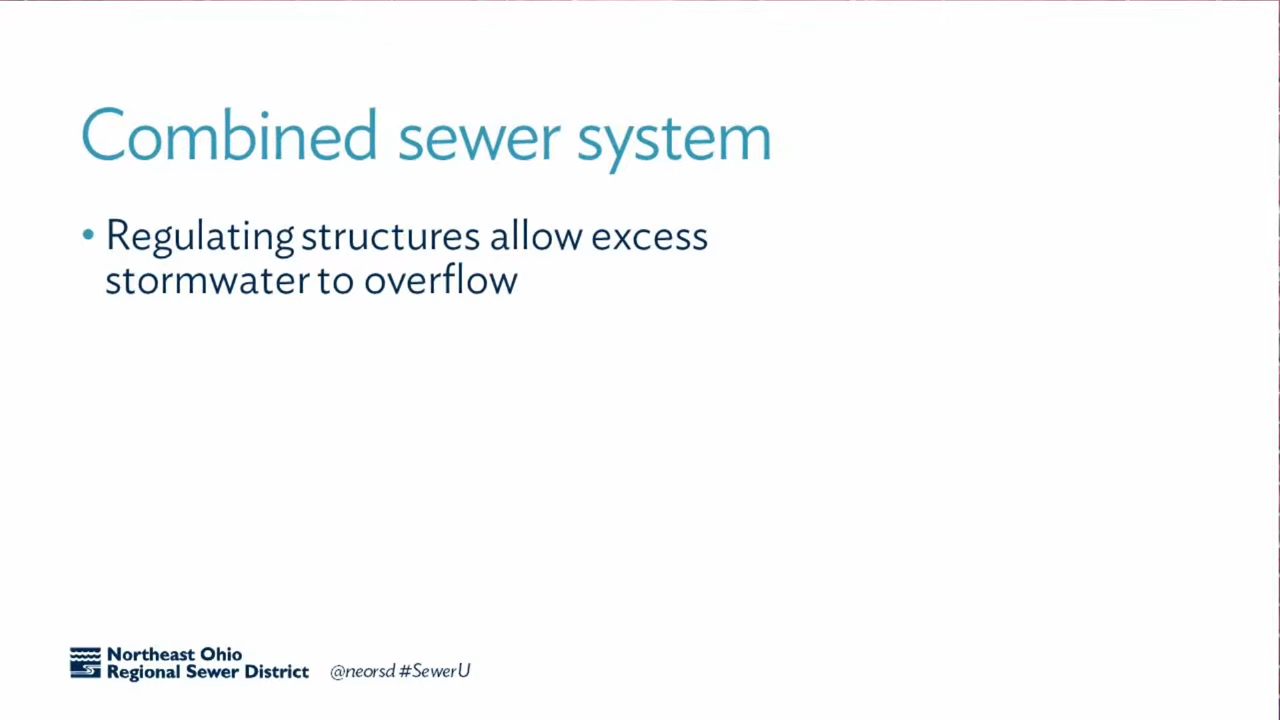 Combined sewer system
• Regulating structures allow excess
stormwater to overflow
Northeast Ohio
Regional Sewer District
@neorsd #SewerU